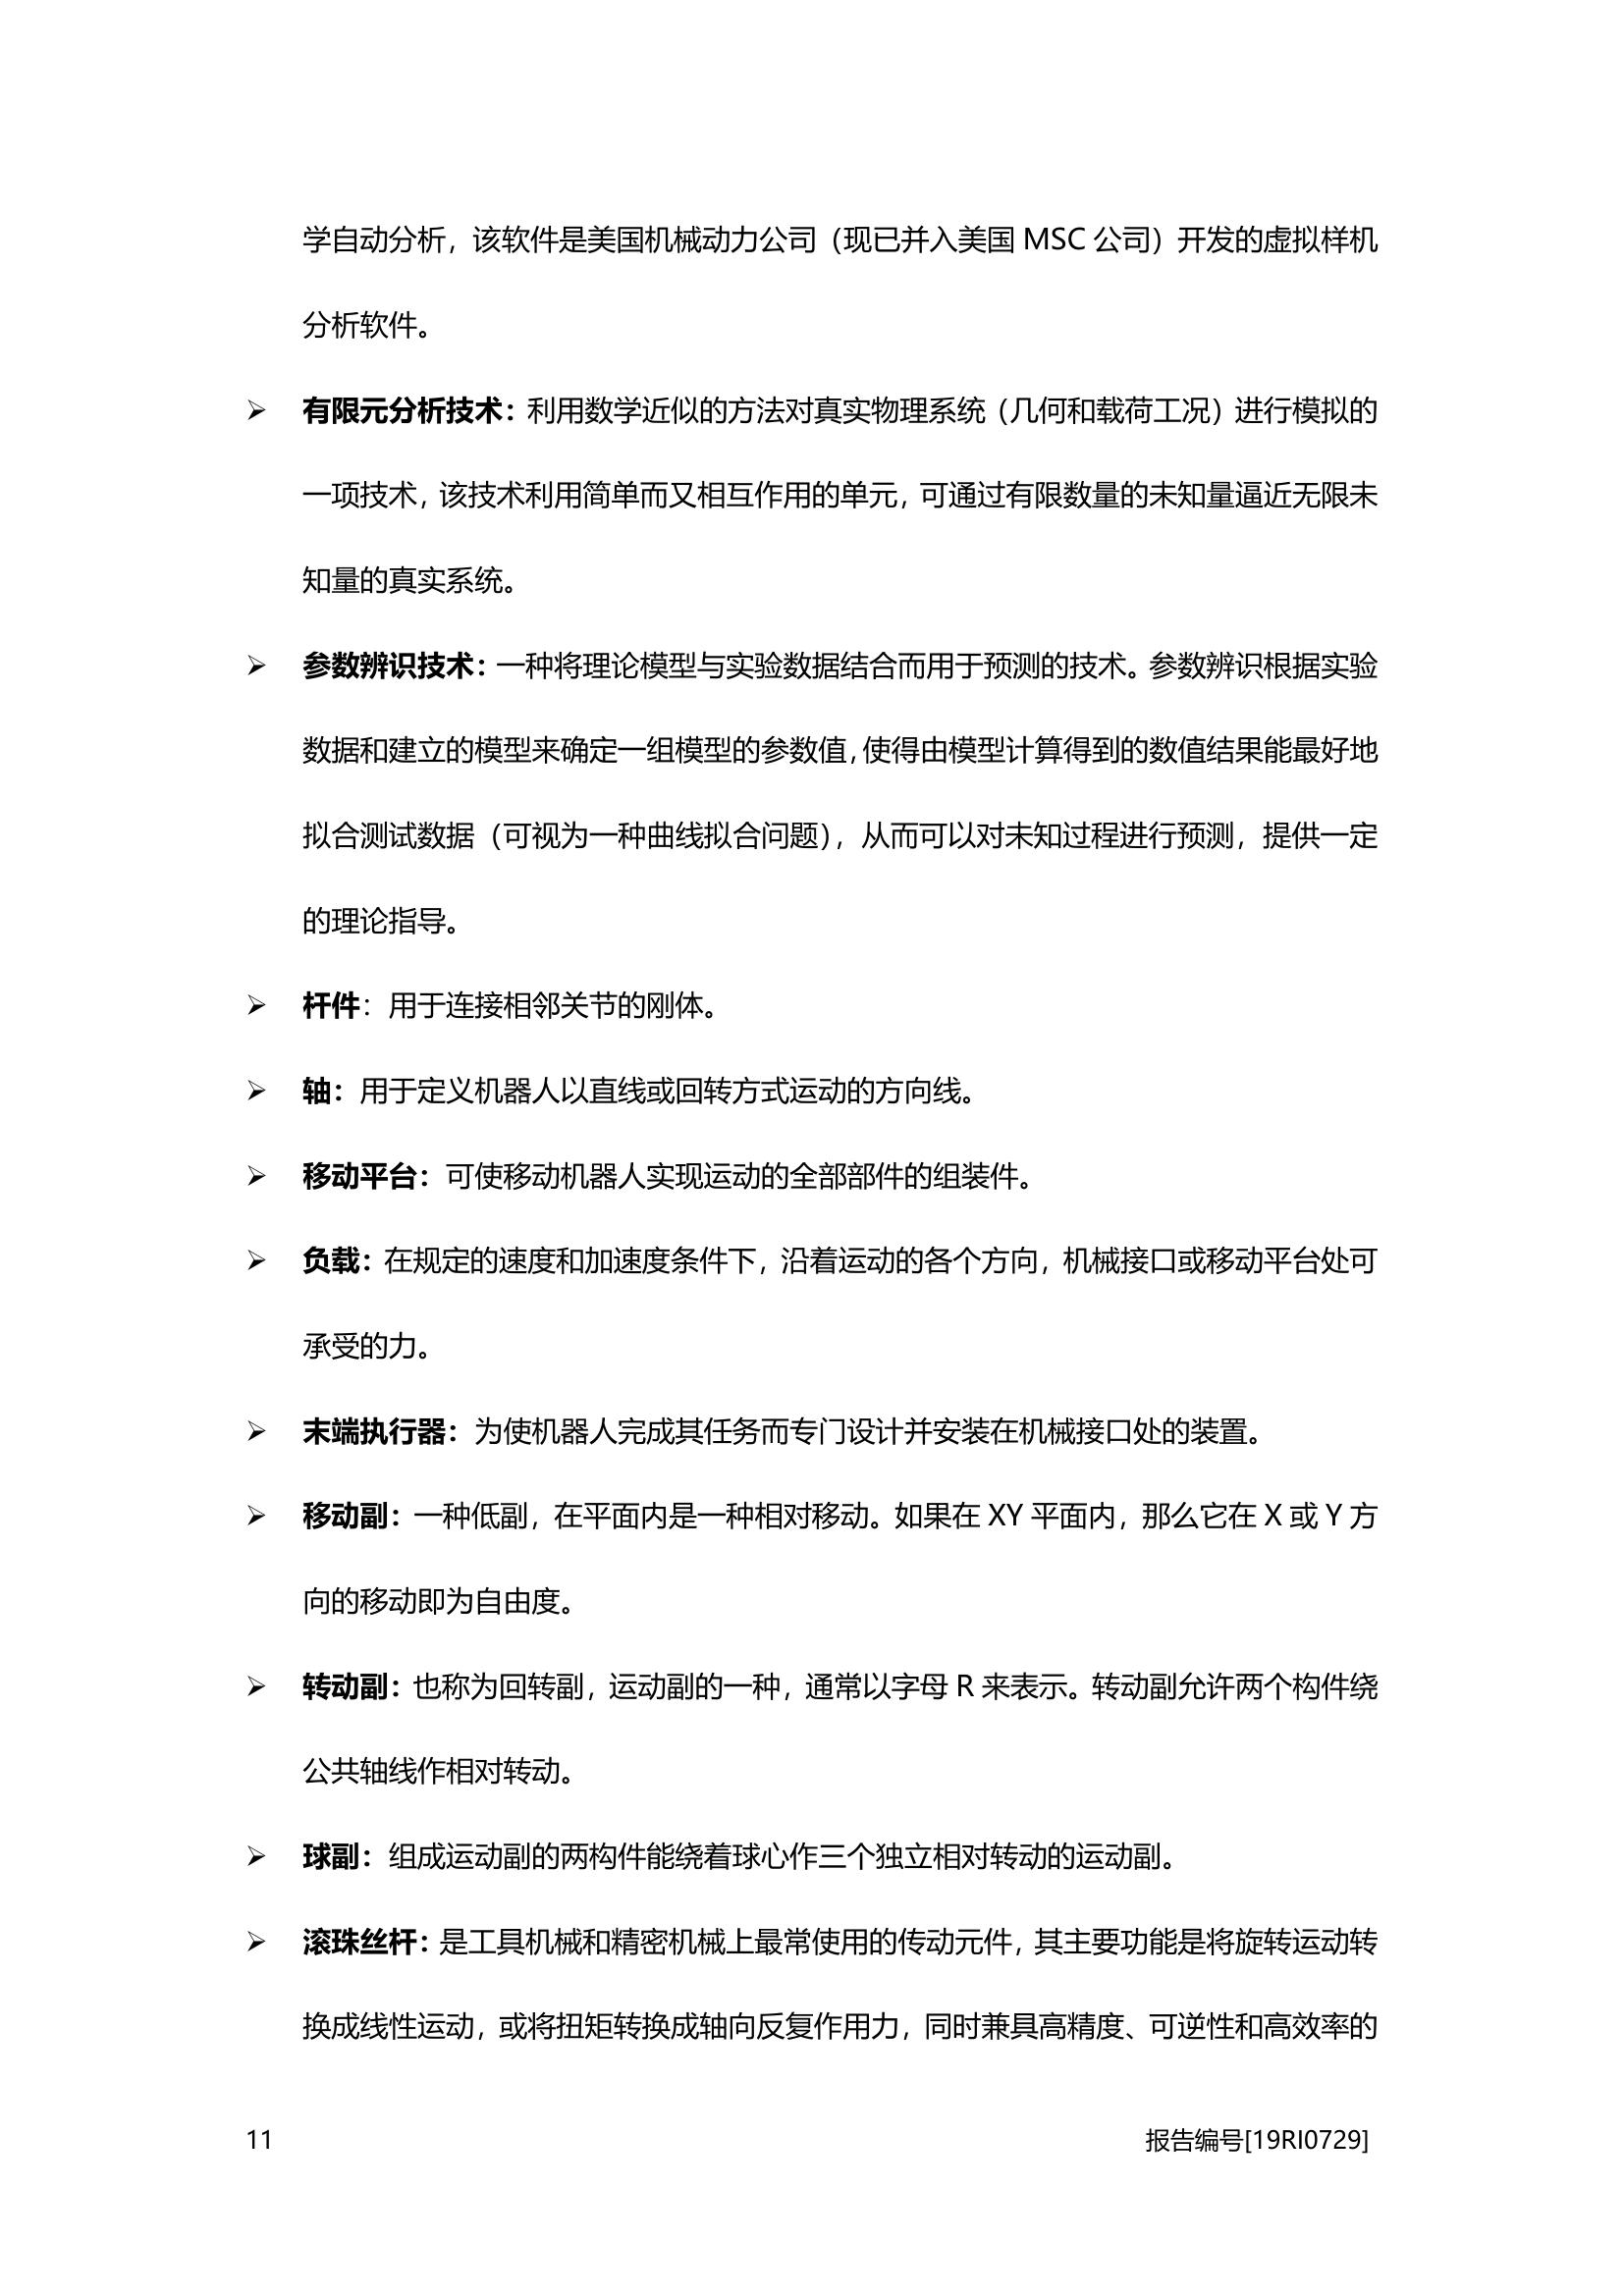 学自动分析，该软件是美国机械动力公司（现已并入美国 MSC 公司）开发的虚拟样机
分析软件。
➢ 有限元分析技术：利用数学近似的方法对真实物理系统（几何和载荷工况）进行模拟的
一项技术，该技术利用简单而又相互作用的单元，可通过有限数量的未知量逼近无限未
知量的真实系统。
➢ 参数辨识技术：一种将理论模型与实验数据结合而用于预测的技术。参数辨识根据实验
数据和建立的模型来确定一组模型的参数值，使得由模型计算得到的数值结果能最好地
拟合测试数据（可视为一种曲线拟合问题），从而可以对未知过程进行预测，提供一定
的理论指导。
➢ 杆件：用于连接相邻关节的刚体。
➢ 轴：用于定义机器人以直线或回转方式运动的方向线。
➢ 移动平台：可使移动机器人实现运动的全部部件的组装件。
➢ 负载：在规定的速度和加速度条件下，沿着运动的各个方向，机械接口或移动平台处可
承受的力。
➢ 末端执行器：为使机器人完成其任务而专门设计并安装在机械接口处的装置。
➢ 移动副：一种低副，在平面内是一种相对移动。如果在 XY 平面内，那么它在 X 或 Y 方
向的移动即为自由度。
➢ 转动副：也称为回转副，运动副的一种，通常以字母 R 来表示。转动副允许两个构件绕
公共轴线作相对转动。
➢ 球副：组成运动副的两构件能绕着球心作三个独立相对转动的运动副。
➢ 滚珠丝杆：是工具机械和精密机械上最常使用的传动元件，其主要功能是将旋转运动转
换成线性运动，或将扭矩转换成轴向反复作用力，同时兼具高精度、可逆性和高效率的
11 报告编号[19RI0729]